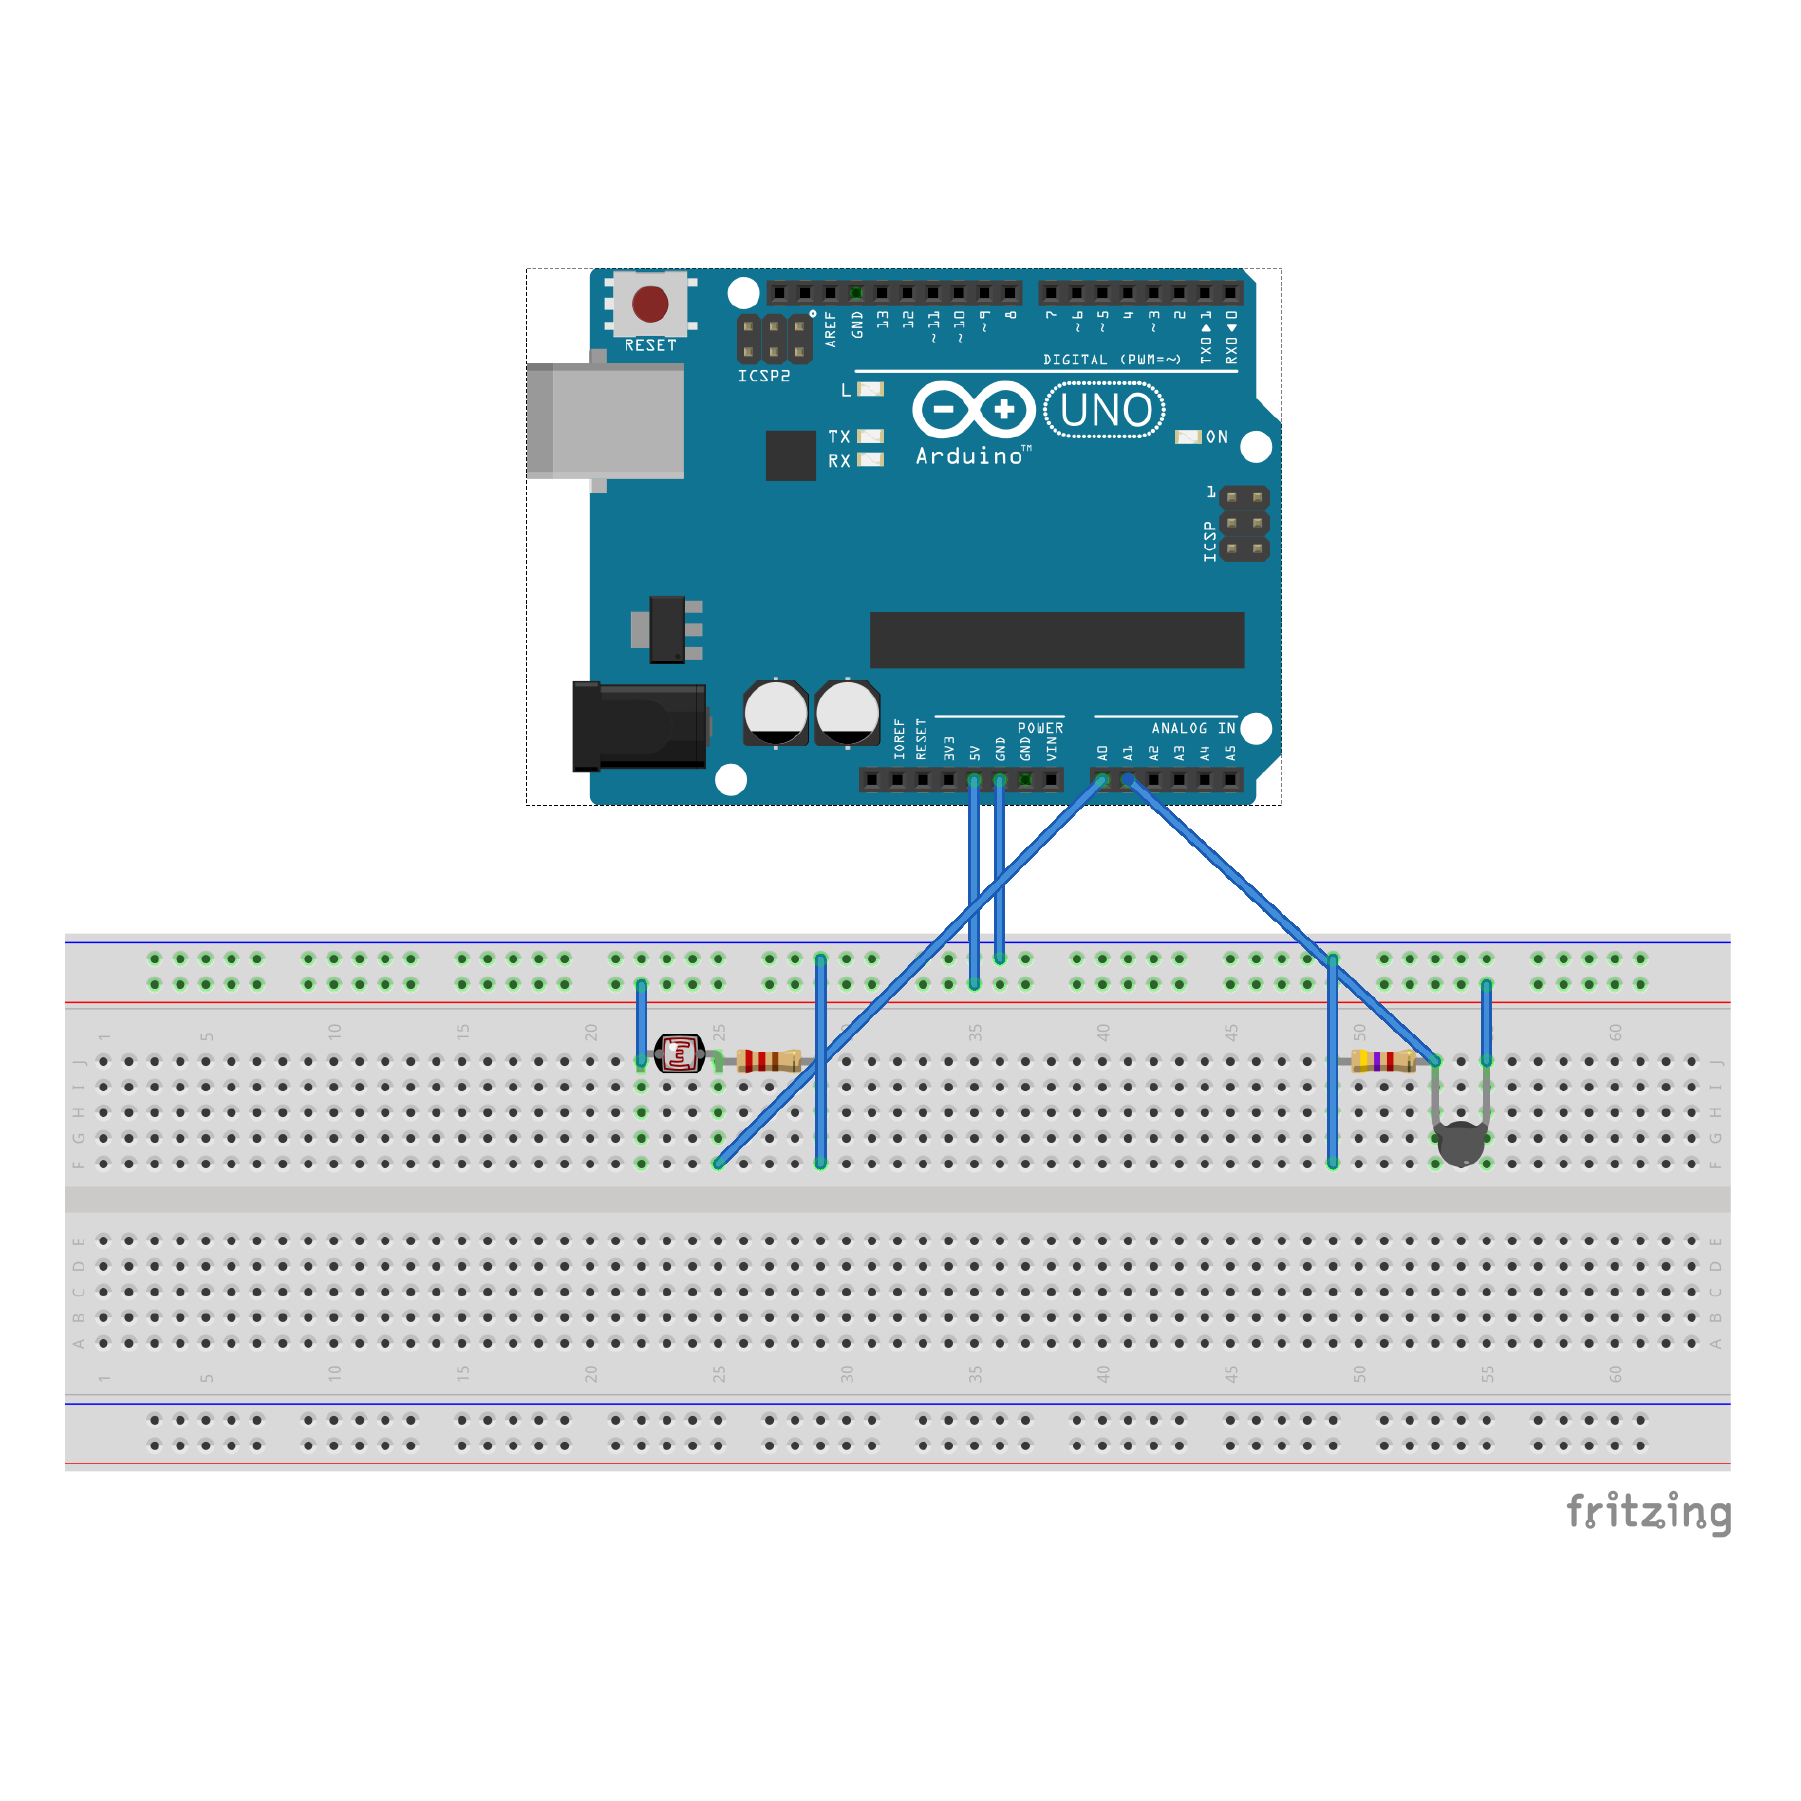 RESET
ICSP2
AREF
GND
13
12
~11
~10
~9
8
7
~6
~5
4
~3
2
TX0▶1
RX0◀0
DIGITAL (PWM=~)
L
TX
RX
Arduino™
UNO
ON
1
ICSP
IOREF
RESET
3V3
5V
GND
GND
VIN
POWER
A0
A1
A2
A3
A4
A5
ANALOG IN
1 5 10 15 20 25 35 40 45 50 60
J J
I I
H H
G G
F F
E E
D D
C C
B B
A A
1 5 10 15 20 25 30 35 40 45 50 55 60
fritzing